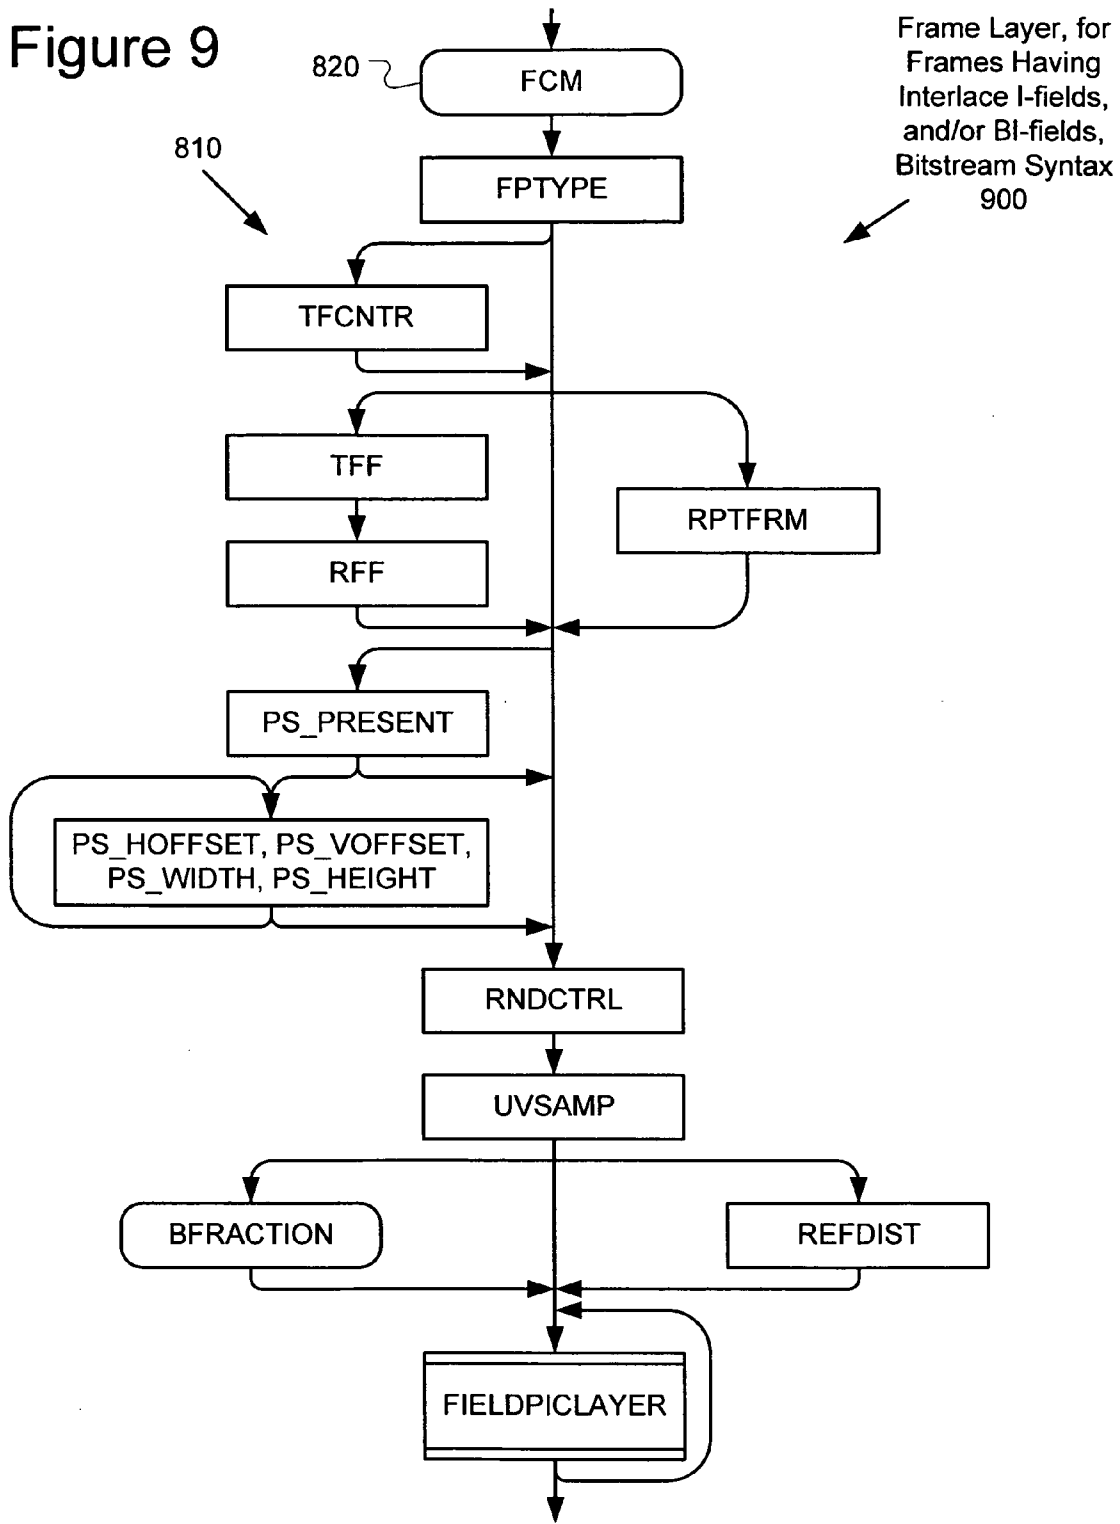 Figure 9
Frame Layer, for
Frames Having
Interlace I-fields,
and/or BI-fields,
Bitstream Syntax
900
820
FCM
810
FPTYPE
TFCNTR
TFF
RPTFRM
RFF
PS_PRESENT
PS_HOFFSET, PS_VOFFSET,
PS_WIDTH, PS_HEIGHT
RNDCTRL
UVSAMP
BFRACTION
REFDIST
FIELDPICLAYER